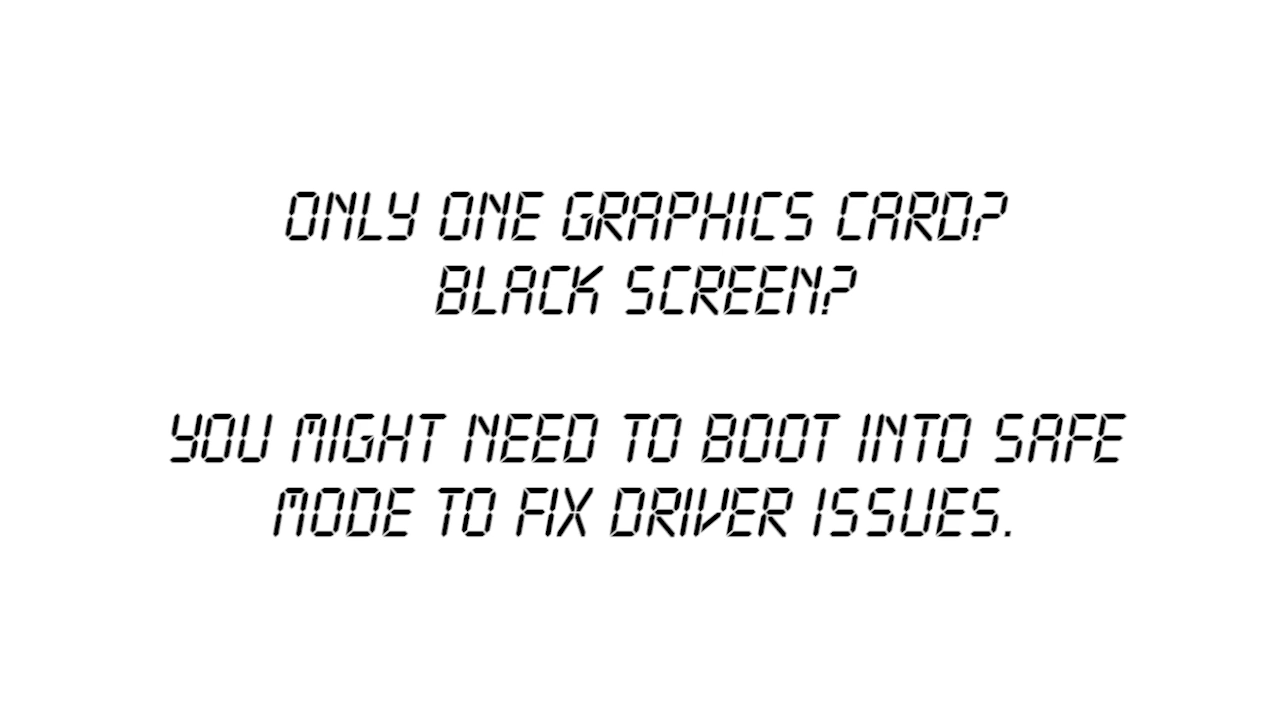 ONLY ONE GRAPHICS CARD?
BLACK SCREEN?
YOU MIGHT NEED TO BOOT INTO SAFE
MODE TO FIX DRIVER ISSUES.